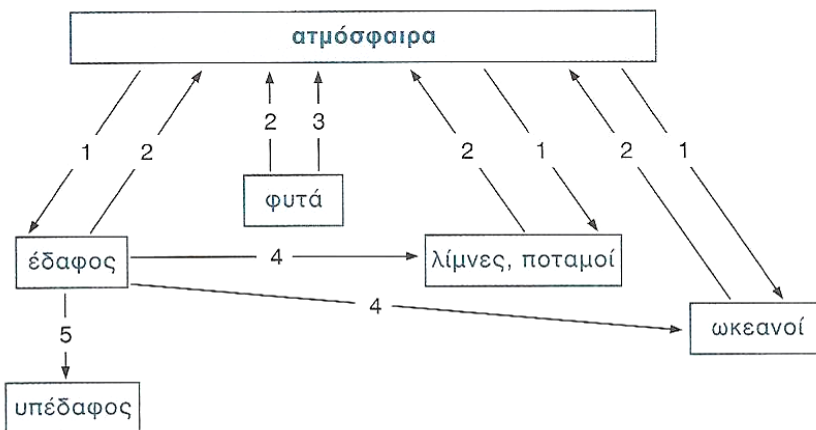 ατμόσφαιρα
1
2
2
3
2
1
2
1
φυτά
έδαφος
4
λίμνες, ποταμοί
4
ωκεανοί
5
υπέδαφος